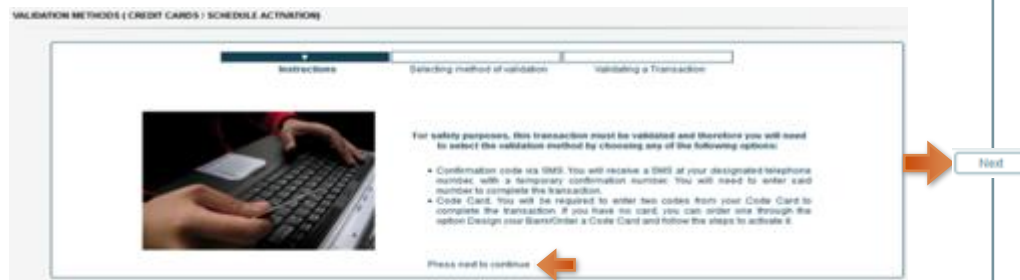 VALIDATION METHODS ( CREDIT CARDS / SCHEDULE ACTIVATION)
Instructions
Selecting method of validation
Validating a Transaction
For safety purposes, this transaction must be validated and therefore you will need
to select the validation method by choosing any of the following options:
• Confirmation code via SMS. You will receive a SMS at your designated telephone
number, with a temporary confirmation number. You will need to enter said
number to complete the transaction.
• Code Card. You will be required to enter two codes from your Code Card to
complete the transaction. If you have no card, you can order one through the
option Design your Bank/Order a Code Card and follow the steps to activate it.
Press next to continue
Next